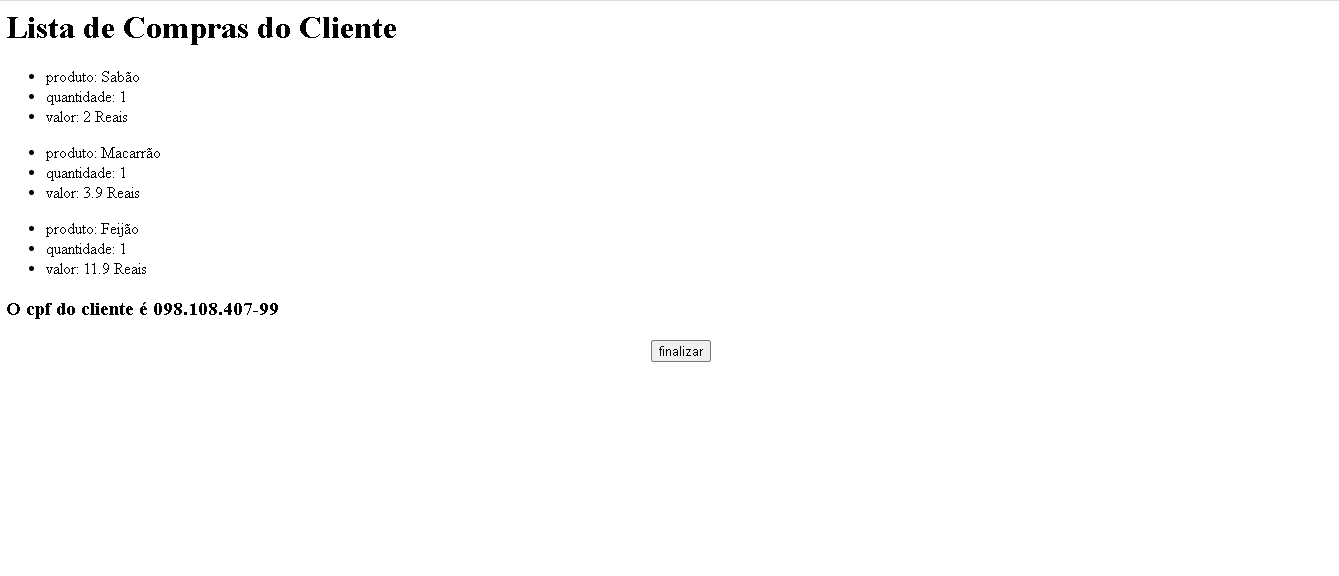 Lista de Compras do Cliente
produto: Sabão
quantidade: 1
valor: 2 Reais
produto: Macarrão
quantidade: 1
valor: 3.9 Reais
produto: Feijão
quantidade: 1
valor: 11.9 Reais
O cpf do cliente é 098.108.407-99
finalizar